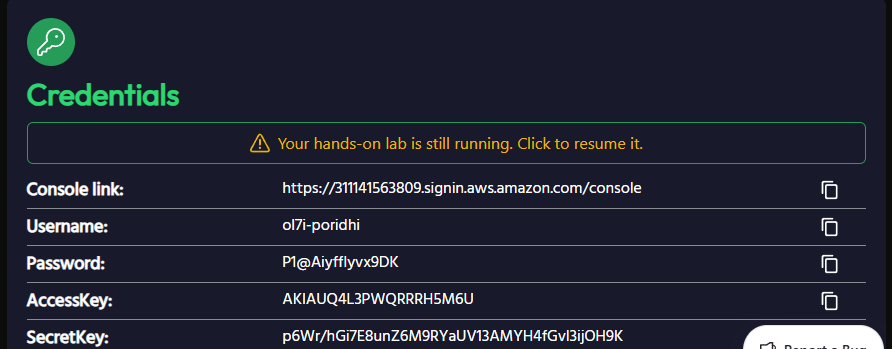 Credentials
Your hands-on lab is still running. Click to resume it.
Console link: https://311141563809.signin.aws.amazon.com/console
Username: ol7i-poridhi
Password: P1@Aiyfflyvx9DK
AccessKey: AKIAUQ4L3PWQRRRH5M6U
SecretKey: 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
Report a Bug